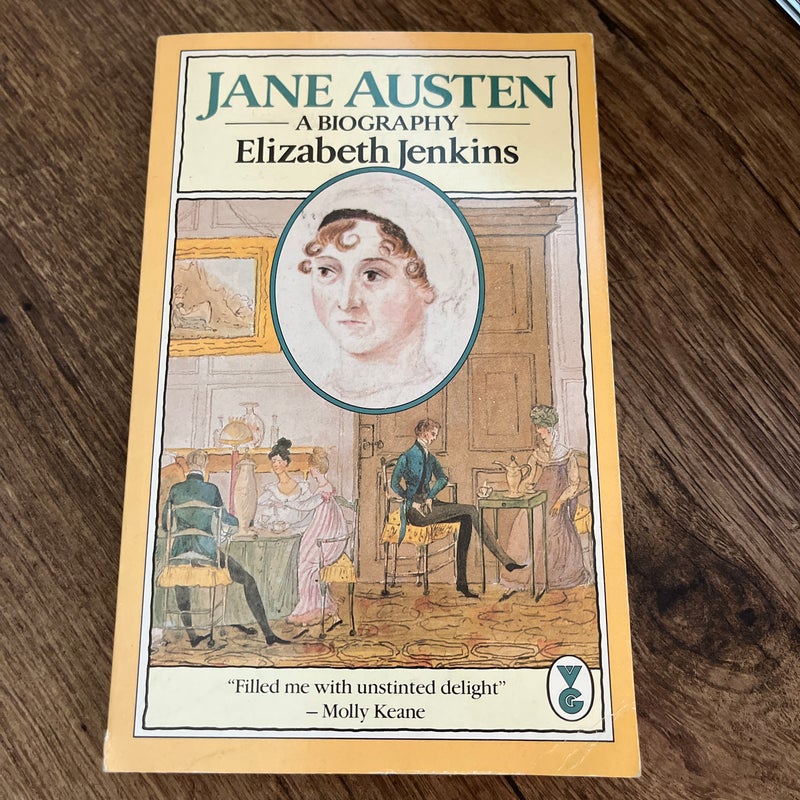 JANE AUSTEN
A BIOGRAPHY
Elizabeth Jenkins
“Filled me with unstinted delight”
– Molly Keane
VG